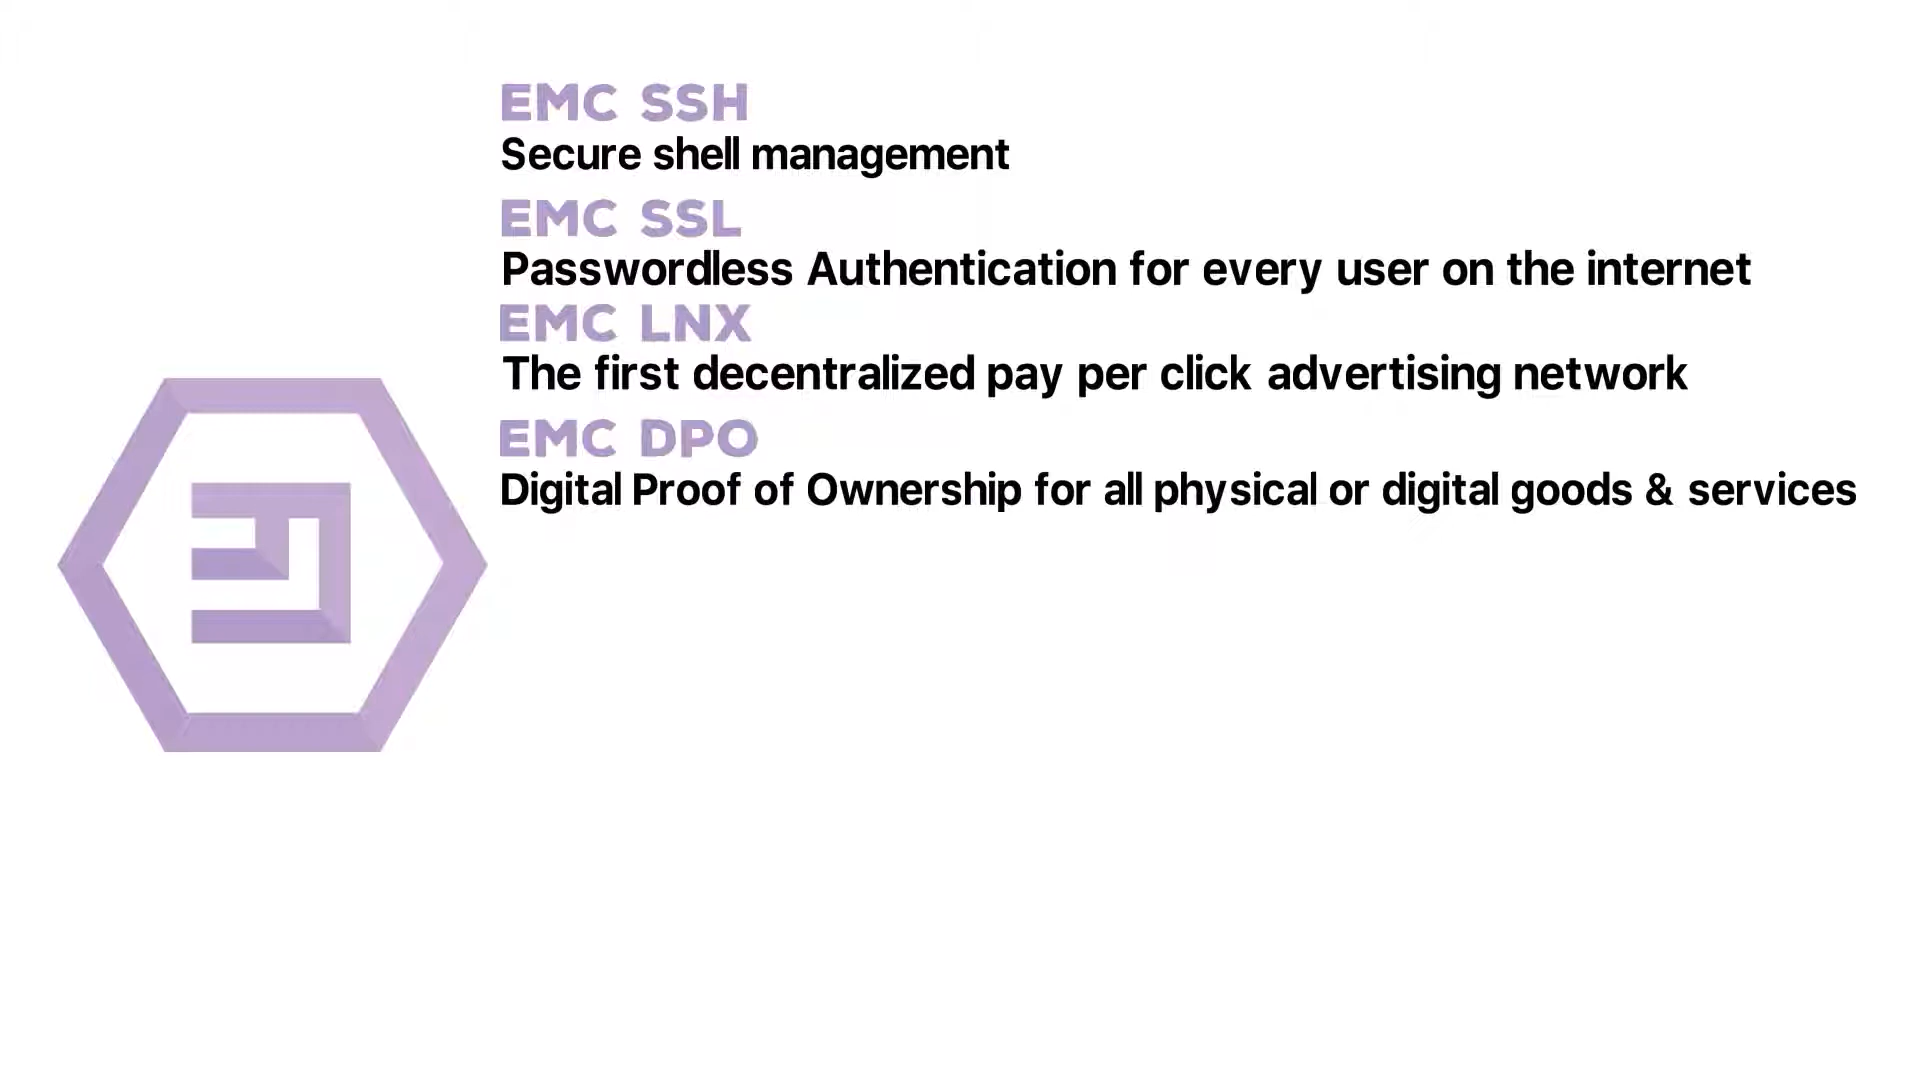 EMC SSH
Secure shell management
EMC SSL
Passwordless Authentication for every user on the internet
EMC LNX
The first decentralized pay per click advertising network
EMC DPO
Digital Proof of Ownership for all physical or digital goods & services